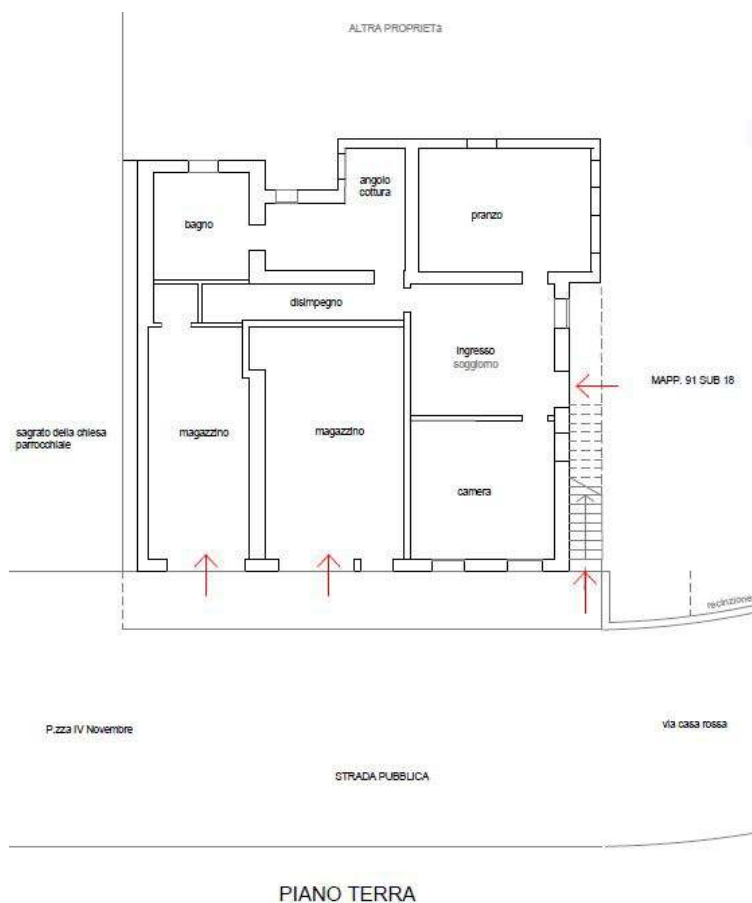 ALTRA PROPRIETà
angolo
cottura
bagno
pranzo
disimpegno
ingresso
soggiorno
MAPP. 91 SUB 18
sagrato della chiesa
parrocchiale
magazzino
magazzino
camera
recinzione
P.zza IV Novembre
via casa rossa
STRADA PUBBLICA
PIANO TERRA